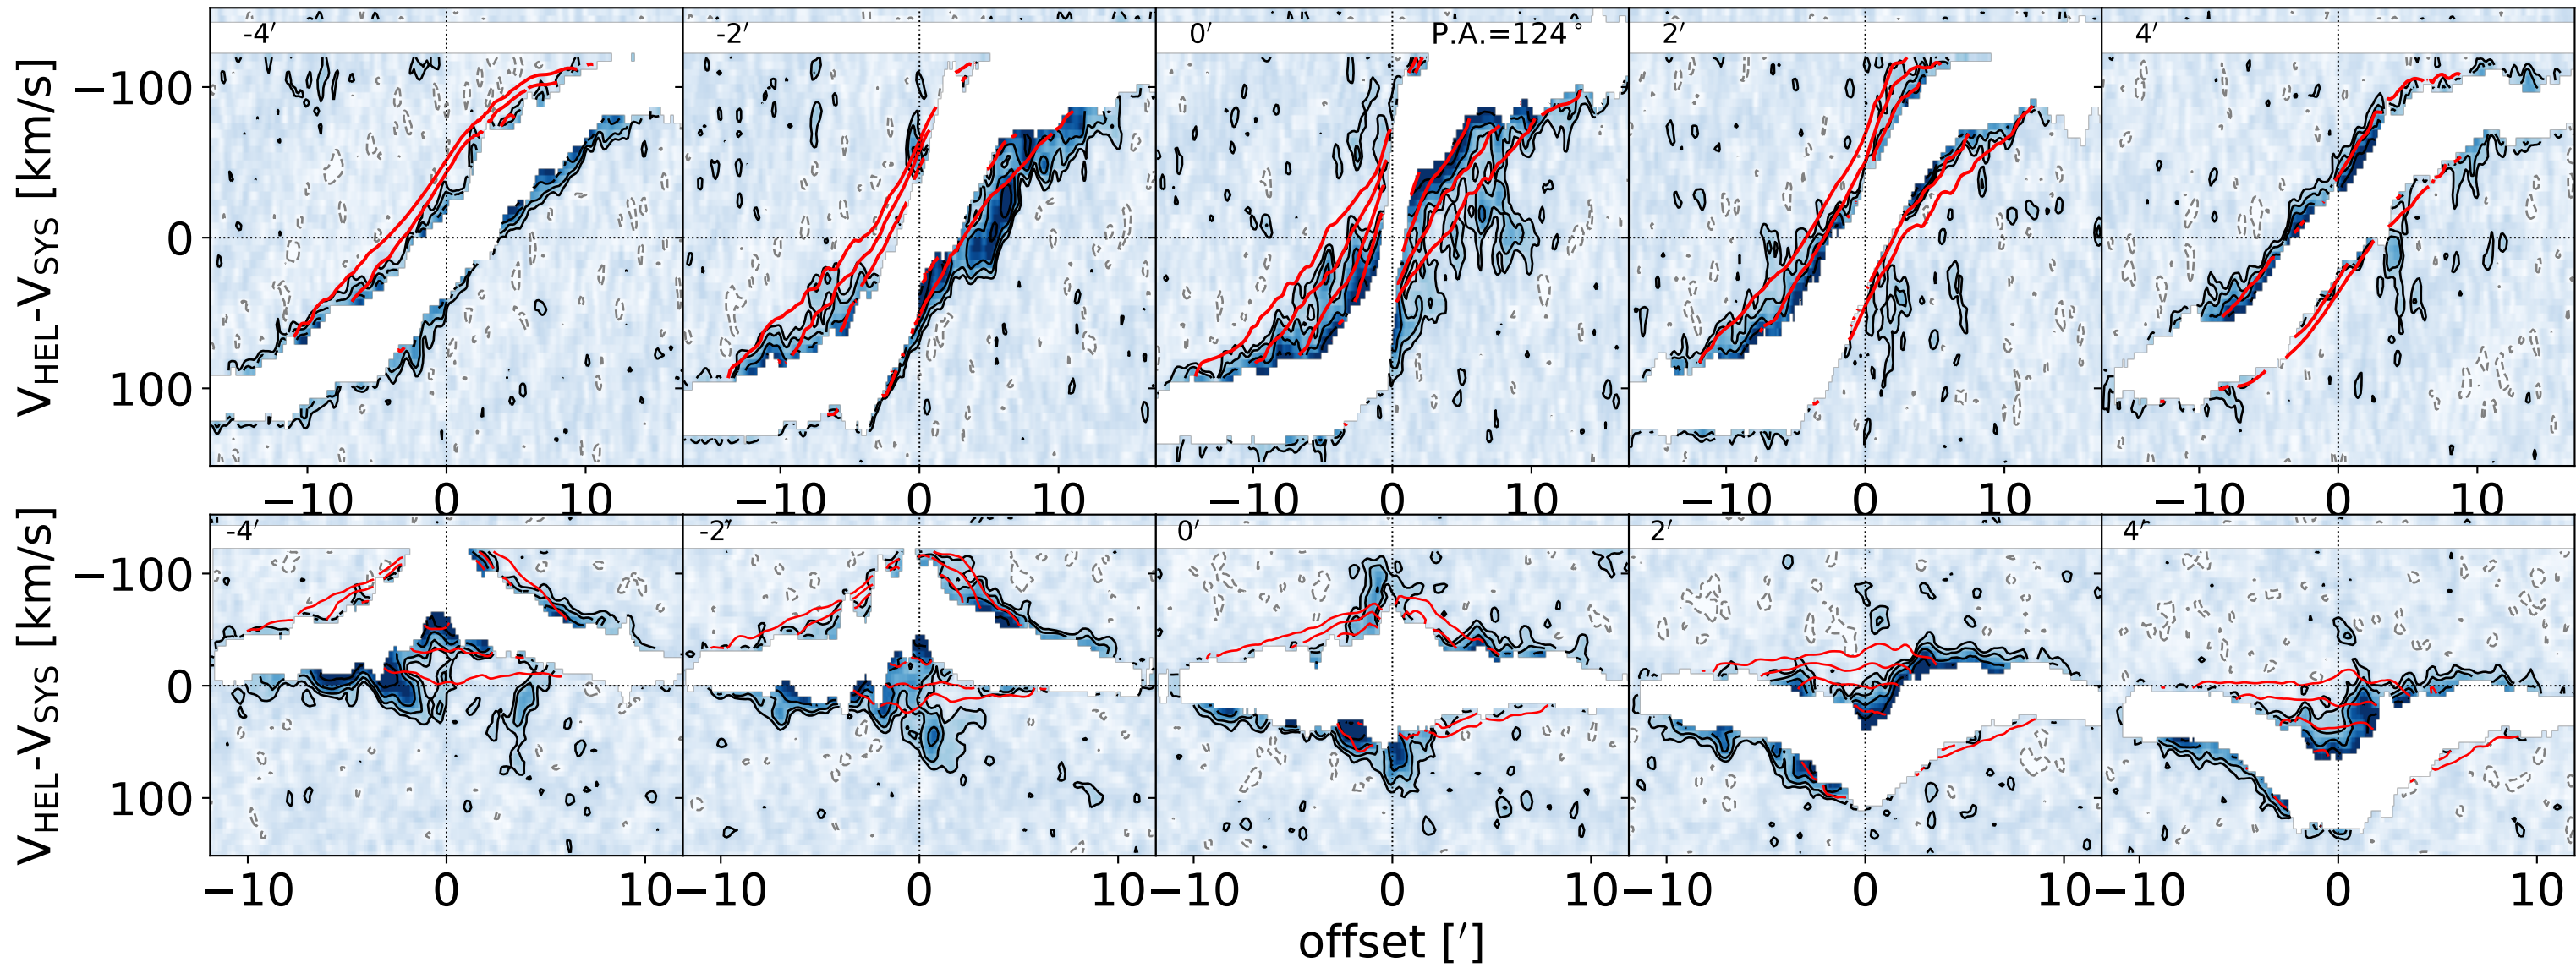 -4′ -2′ 0′ P.A.=124° 2′ 4′
V_HEL-V_SYS [km/s]
−100
0
100
−10 0 10 −10 0 10 −10 0 10 −10 0 10 −10 0 10
-4′ -2′ 0′ 2′ 4′
V_HEL-V_SYS [km/s]
−100
0
100
−10 0 10 −10 0 10 −10 0 10 −10 0 10 −10 0 10
offset [′]